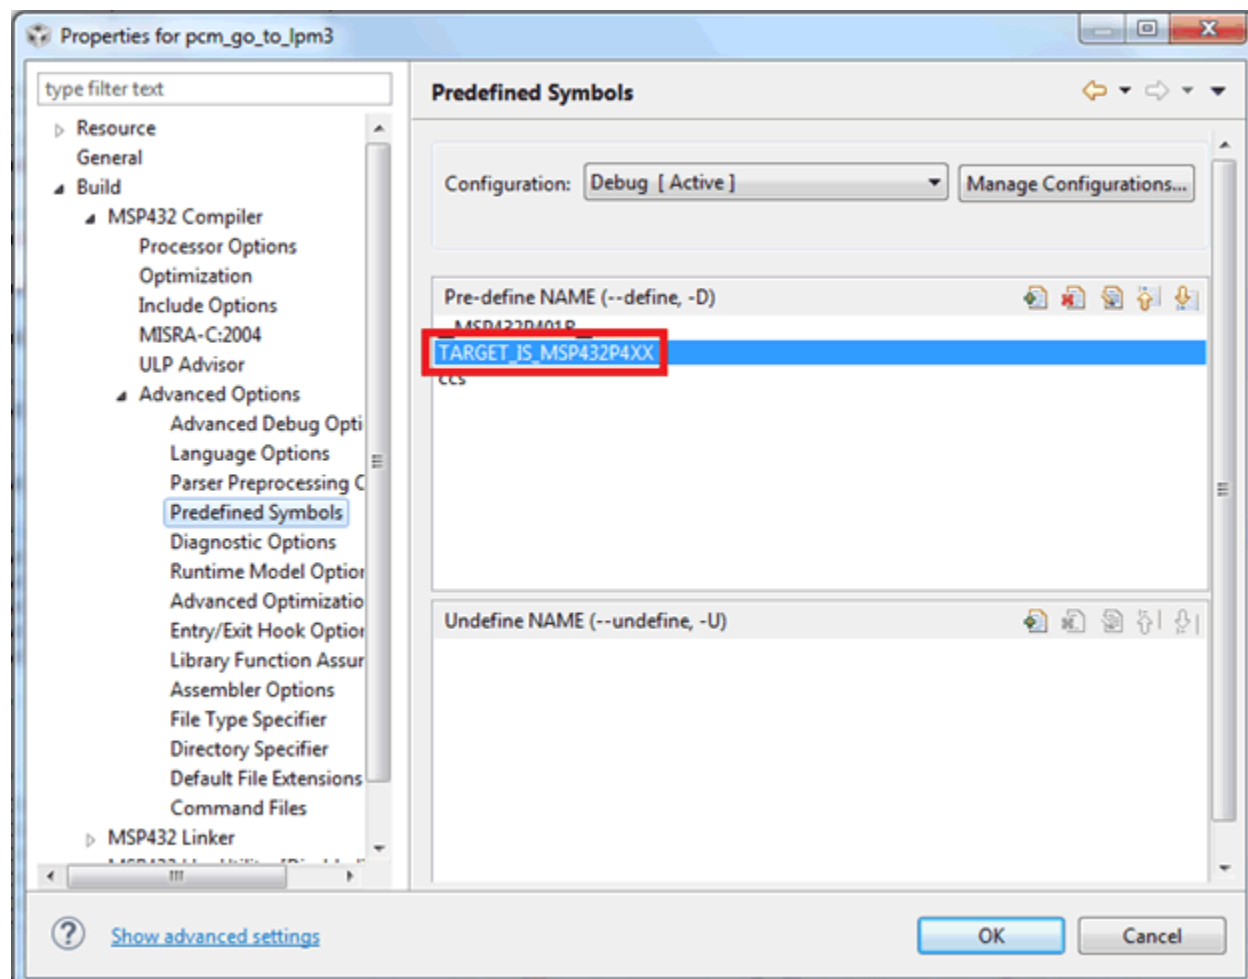 Properties for pcm_go_to_lpm3
type filter text
Resource
General
Build
MSP432 Compiler
Processor Options
Optimization
Include Options
MISRA-C:2004
ULP Advisor
Advanced Options
Advanced Debug Opti
Language Options
Parser Preprocessing C
Predefined Symbols
Diagnostic Options
Runtime Model Option
Advanced Optimizatio
Entry/Exit Hook Option
Library Function Assur
Assembler Options
File Type Specifier
Directory Specifier
Default File Extensions
Command Files
MSP432 Linker
Predefined Symbols
Configuration: Debug [ Active ] Manage Configurations...
Pre-define NAME (--define, -D)
__MSP432P401R__
TARGET_IS_MSP432P4XX
ccs
Undefine NAME (--undefine, -U)
Show advanced settings
OK Cancel